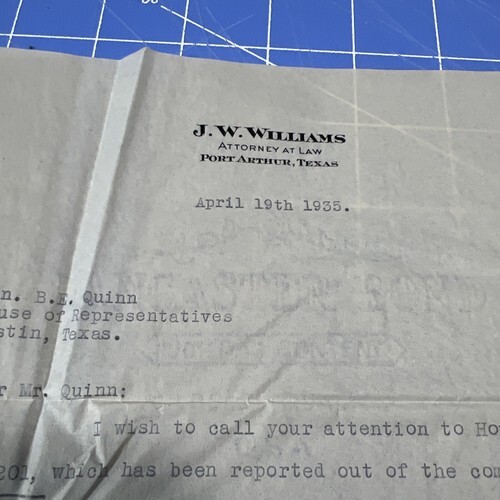 J. W. WILLIAMS
ATTORNEY AT LAW
PORT ARTHUR, TEXAS
April 19th 1935.
n. B.E. Quinn
use of Representatives
stin, Texas.
r Mr. Quinn:
I wish to call your attention to Ho
201, which has been reported out of the com